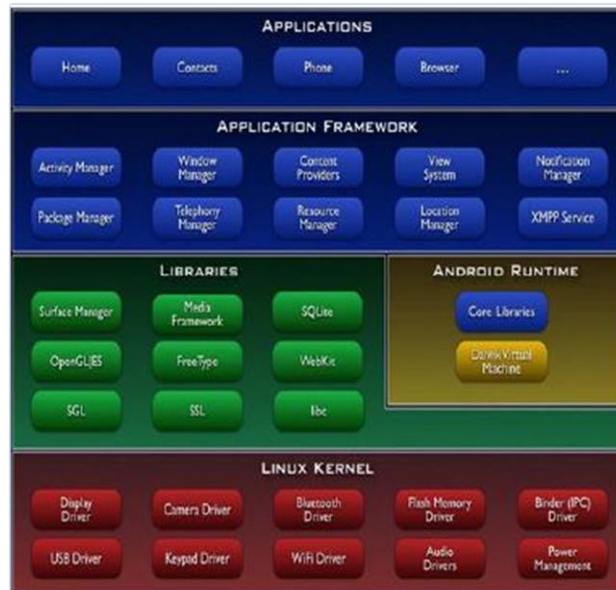 APPLICATIONS
Home Contacts Phone Browser ...
APPLICATION FRAMEWORK
Activity Manager Window Manager Content Providers View System Notification Manager
Package Manager Telephony Manager Resource Manager Location Manager XMPP Service
LIBRARIES
Surface Manager Media Framework SQLite
OpenGL|ES FreeType WebKit
SGL SSL libc
ANDROID RUNTIME
Core Libraries
Dalvik Virtual Machine
LINUX KERNEL
Display Driver Camera Driver Bluetooth Driver Flash Memory Driver Binder (IPC) Driver
USB Driver Keypad Driver WiFi Driver Audio Drivers Power Management